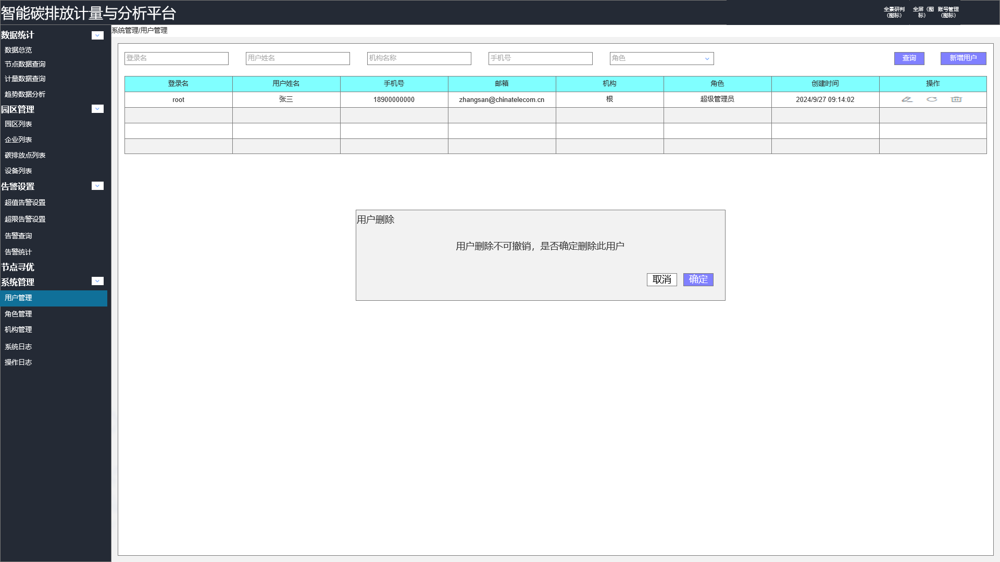 智能碳排放计量与分析平台
全景研判（图标）
全屏（图标）
账号管理（图标）
数据统计
数据总览
节点数据查询
计量数据查询
趋势数据分析
园区管理
园区列表
企业列表
碳排放点列表
设备列表
告警设置
超值告警设置
超限告警设置
告警查询
告警统计
节点寻优
系统管理
用户管理
角色管理
机构管理
系统日志
操作日志
系统管理/用户管理
登录名 用户姓名 机构名称 手机号 角色 查询 新增用户
登录名 用户姓名 手机号 邮箱 机构 角色 创建时间 操作
root 张三 18900000000 zhangsan@chinatelecom.cn 根 超级管理员 2024/9/27 09:14:02
用户删除
用户删除不可撤销，是否确定删除此用户
取消 确定